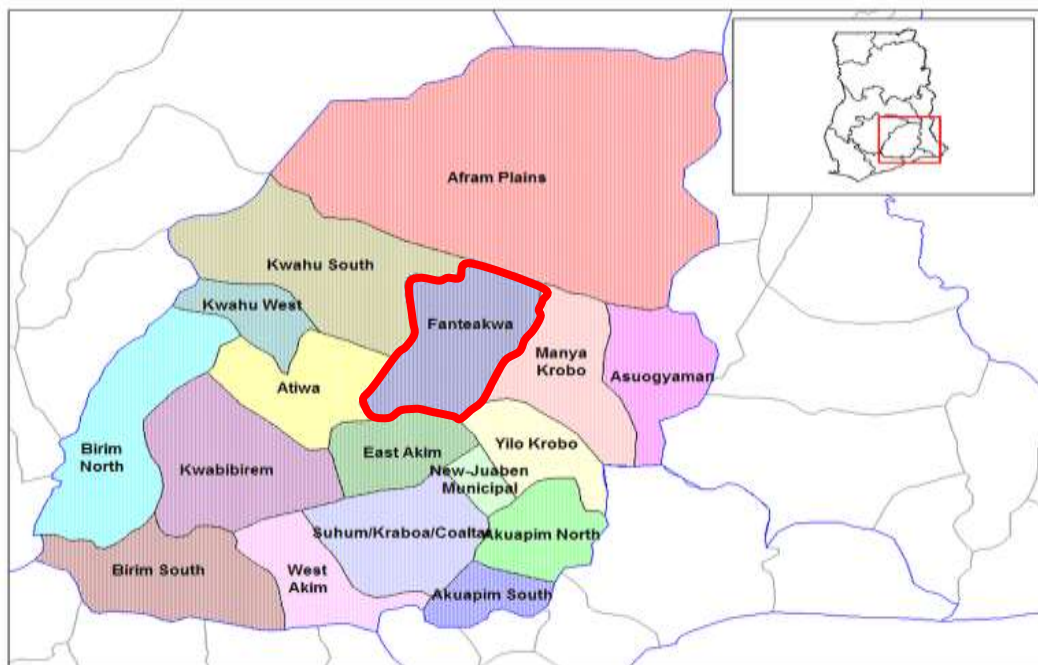 Afram Plains
Kwahu South
Kwahu West
Fanteakwa
Manya
Krobo
Asuogyaman
Atiwa
Birim
North
Kwabibirem
East Akim
Yilo Krobo
New-Juaben
Municipal
Suhum/Kraboa/Coaltar
Akuapim North
Birim South
West
Akim
Akuapim South